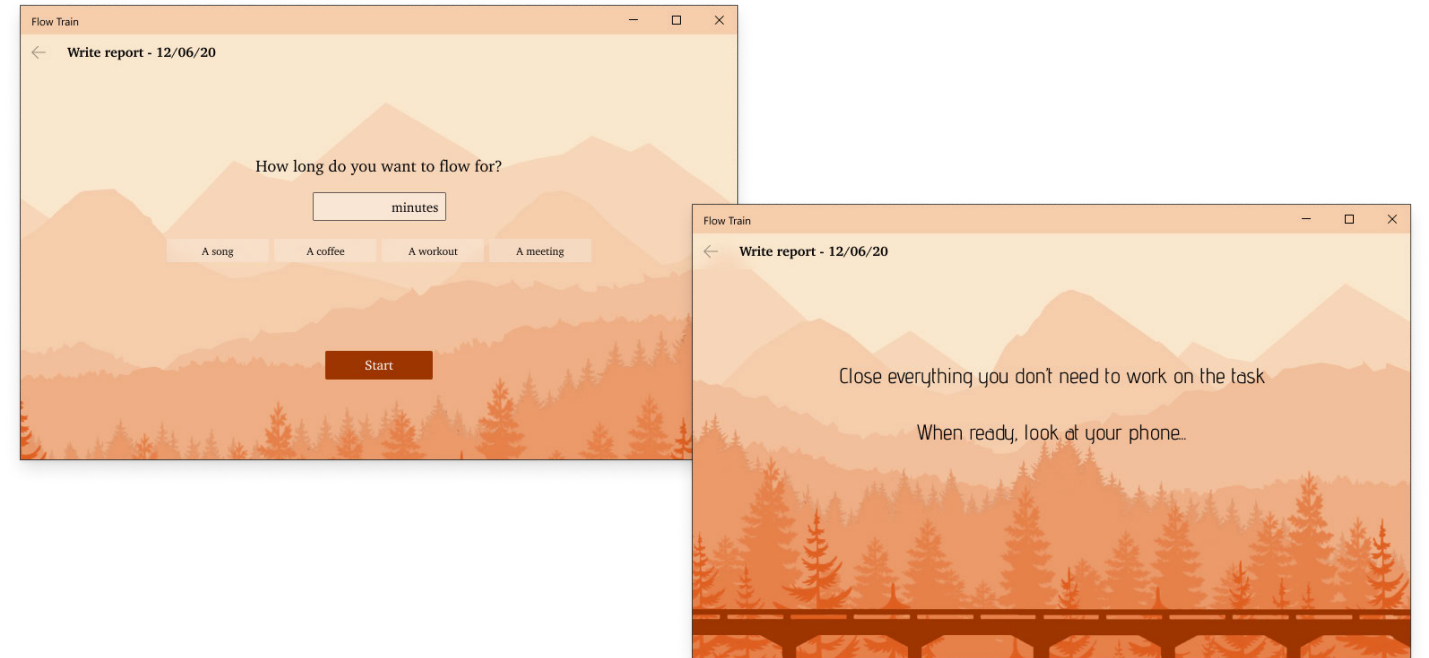 Flow Train
Write report - 12/06/20
How long do you want to flow for?
minutes
A song A coffee A workout A meeting
Start
Flow Train
Write report - 12/06/20
Close everything you don't need to work on the task
When ready, look at your phone...